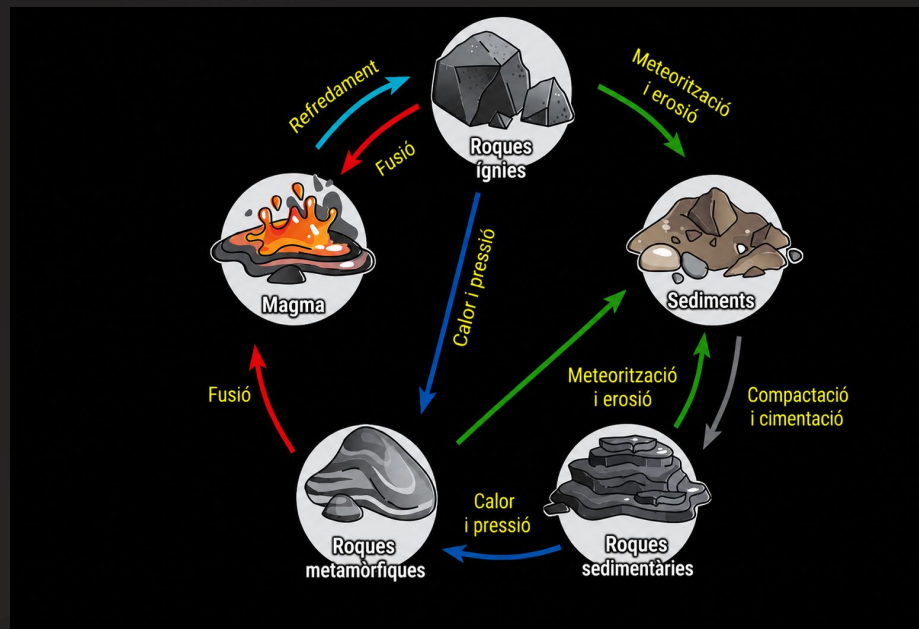 Refredament
Fusió
Roques
ígnies
Meteorització
i erosió
Magma
Calor i pressió
Sediments
Fusió
Meteorització
i erosió
Compactació
i cimentació
Roques
metamòrfiques
Calor
i pressió
Roques
sedimentàries